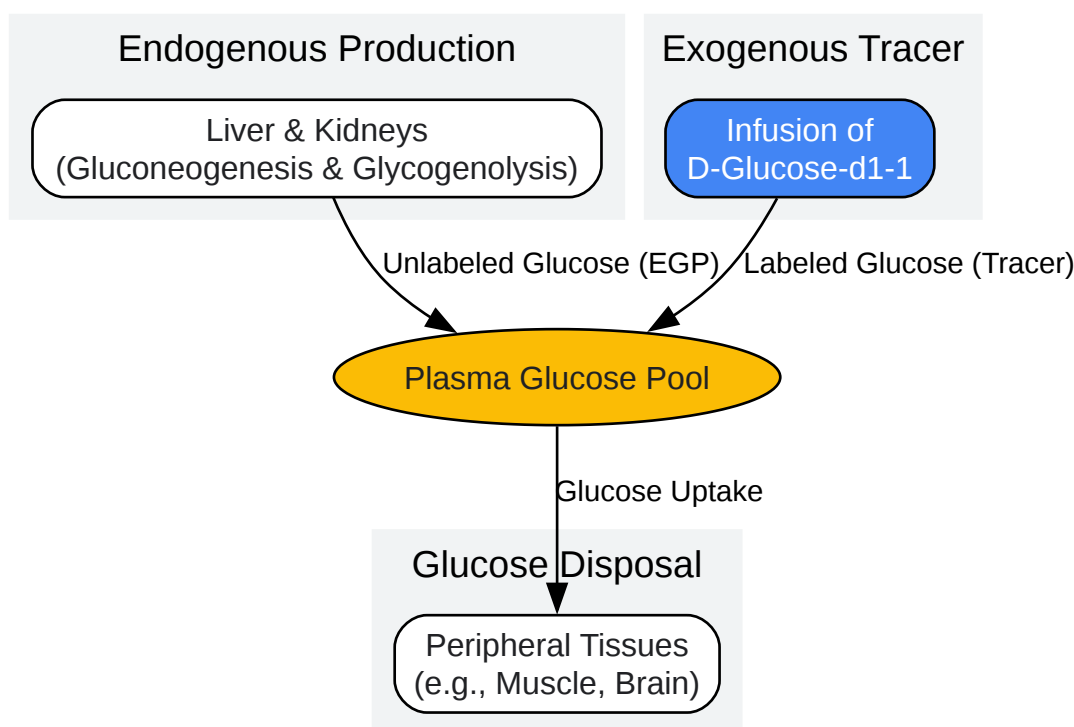 Endogenous Production
Exogenous Tracer
Liver & Kidneys
(Gluconeogenesis & Glycogenolysis)
Infusion of
D-Glucose-d1-1
Unlabeled Glucose (EGP)
Labeled Glucose (Tracer)
Plasma Glucose Pool
Glucose Uptake
Glucose Disposal
Peripheral Tissues
(e.g., Muscle, Brain)